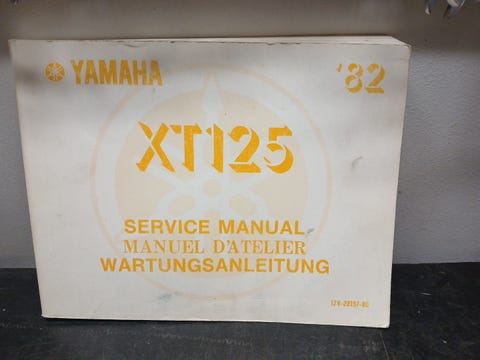 YAMAHA '82
XT125
SERVICE MANUAL
MANUEL D'ATELIER
WARTUNGSANLEITUNG